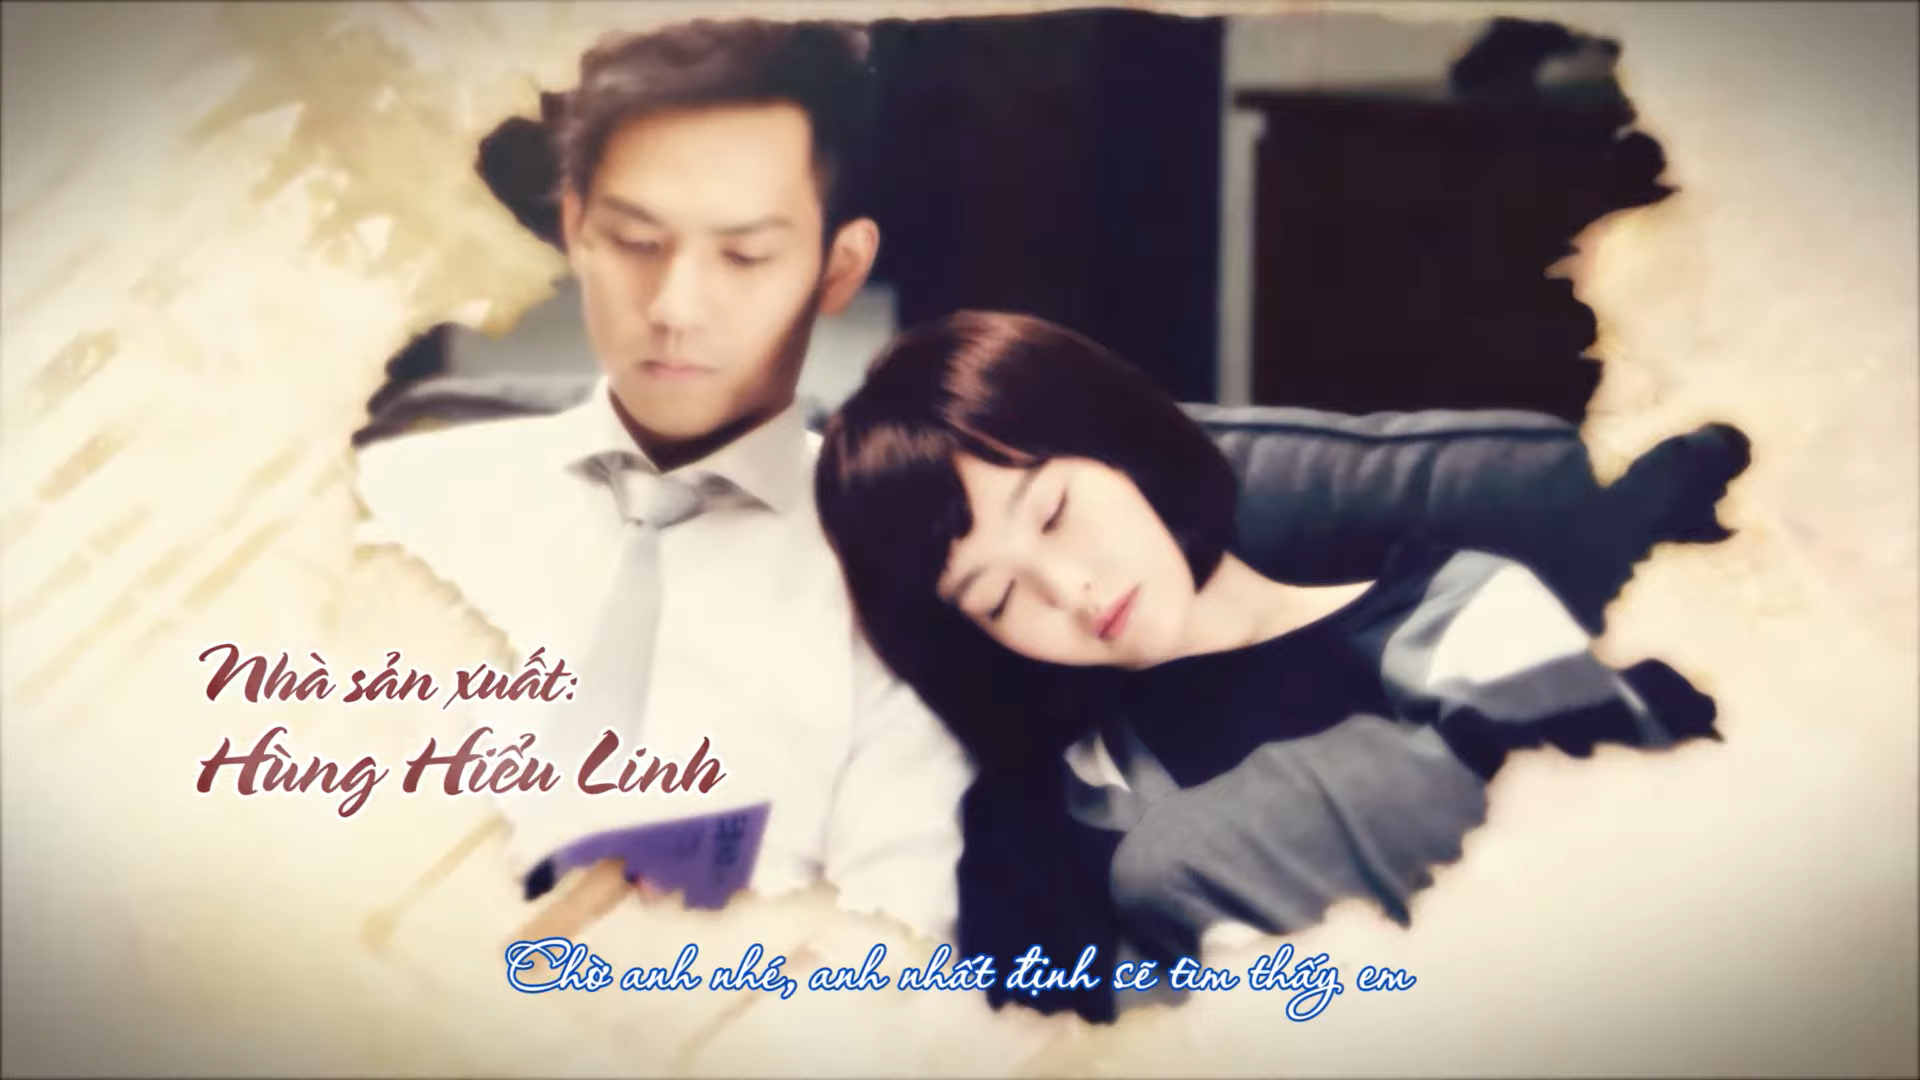 Nhà sản xuất:
Hùng Hiểu Linh
Chờ anh nhé, anh nhất định sẽ tìm thấy em